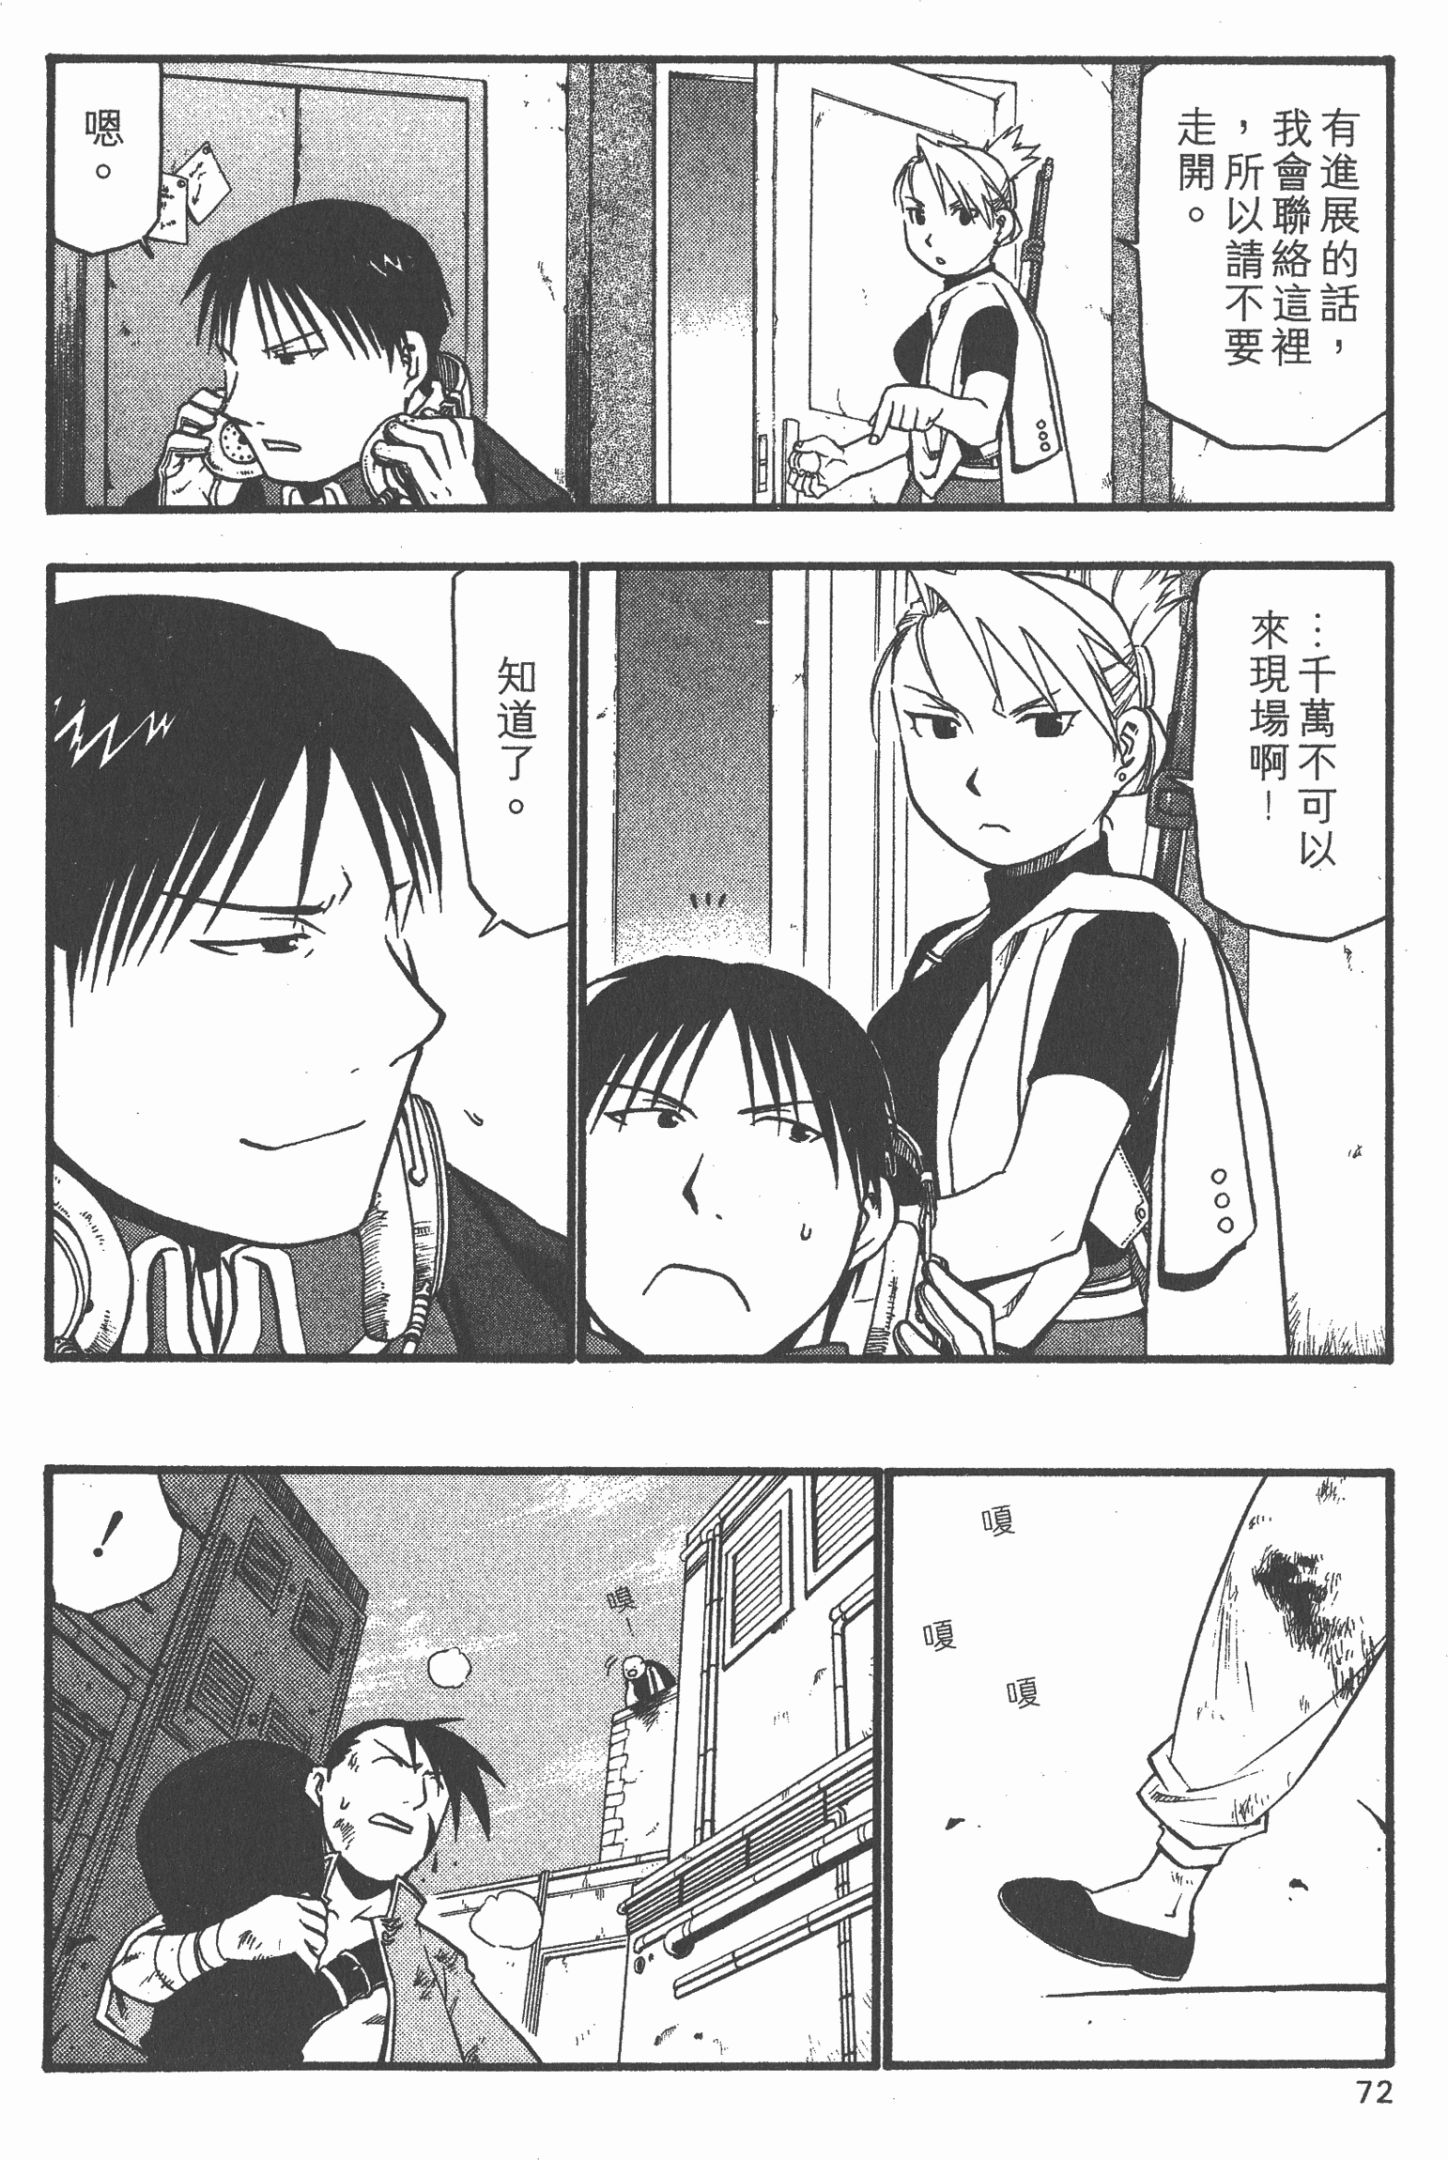 有進展的話，
我會聯絡這裡
，所以請不要
走開。
嗯。
…千萬不可以
來現場啊！
知道了。
嘎
嘎
嘎
嗅—
！
72